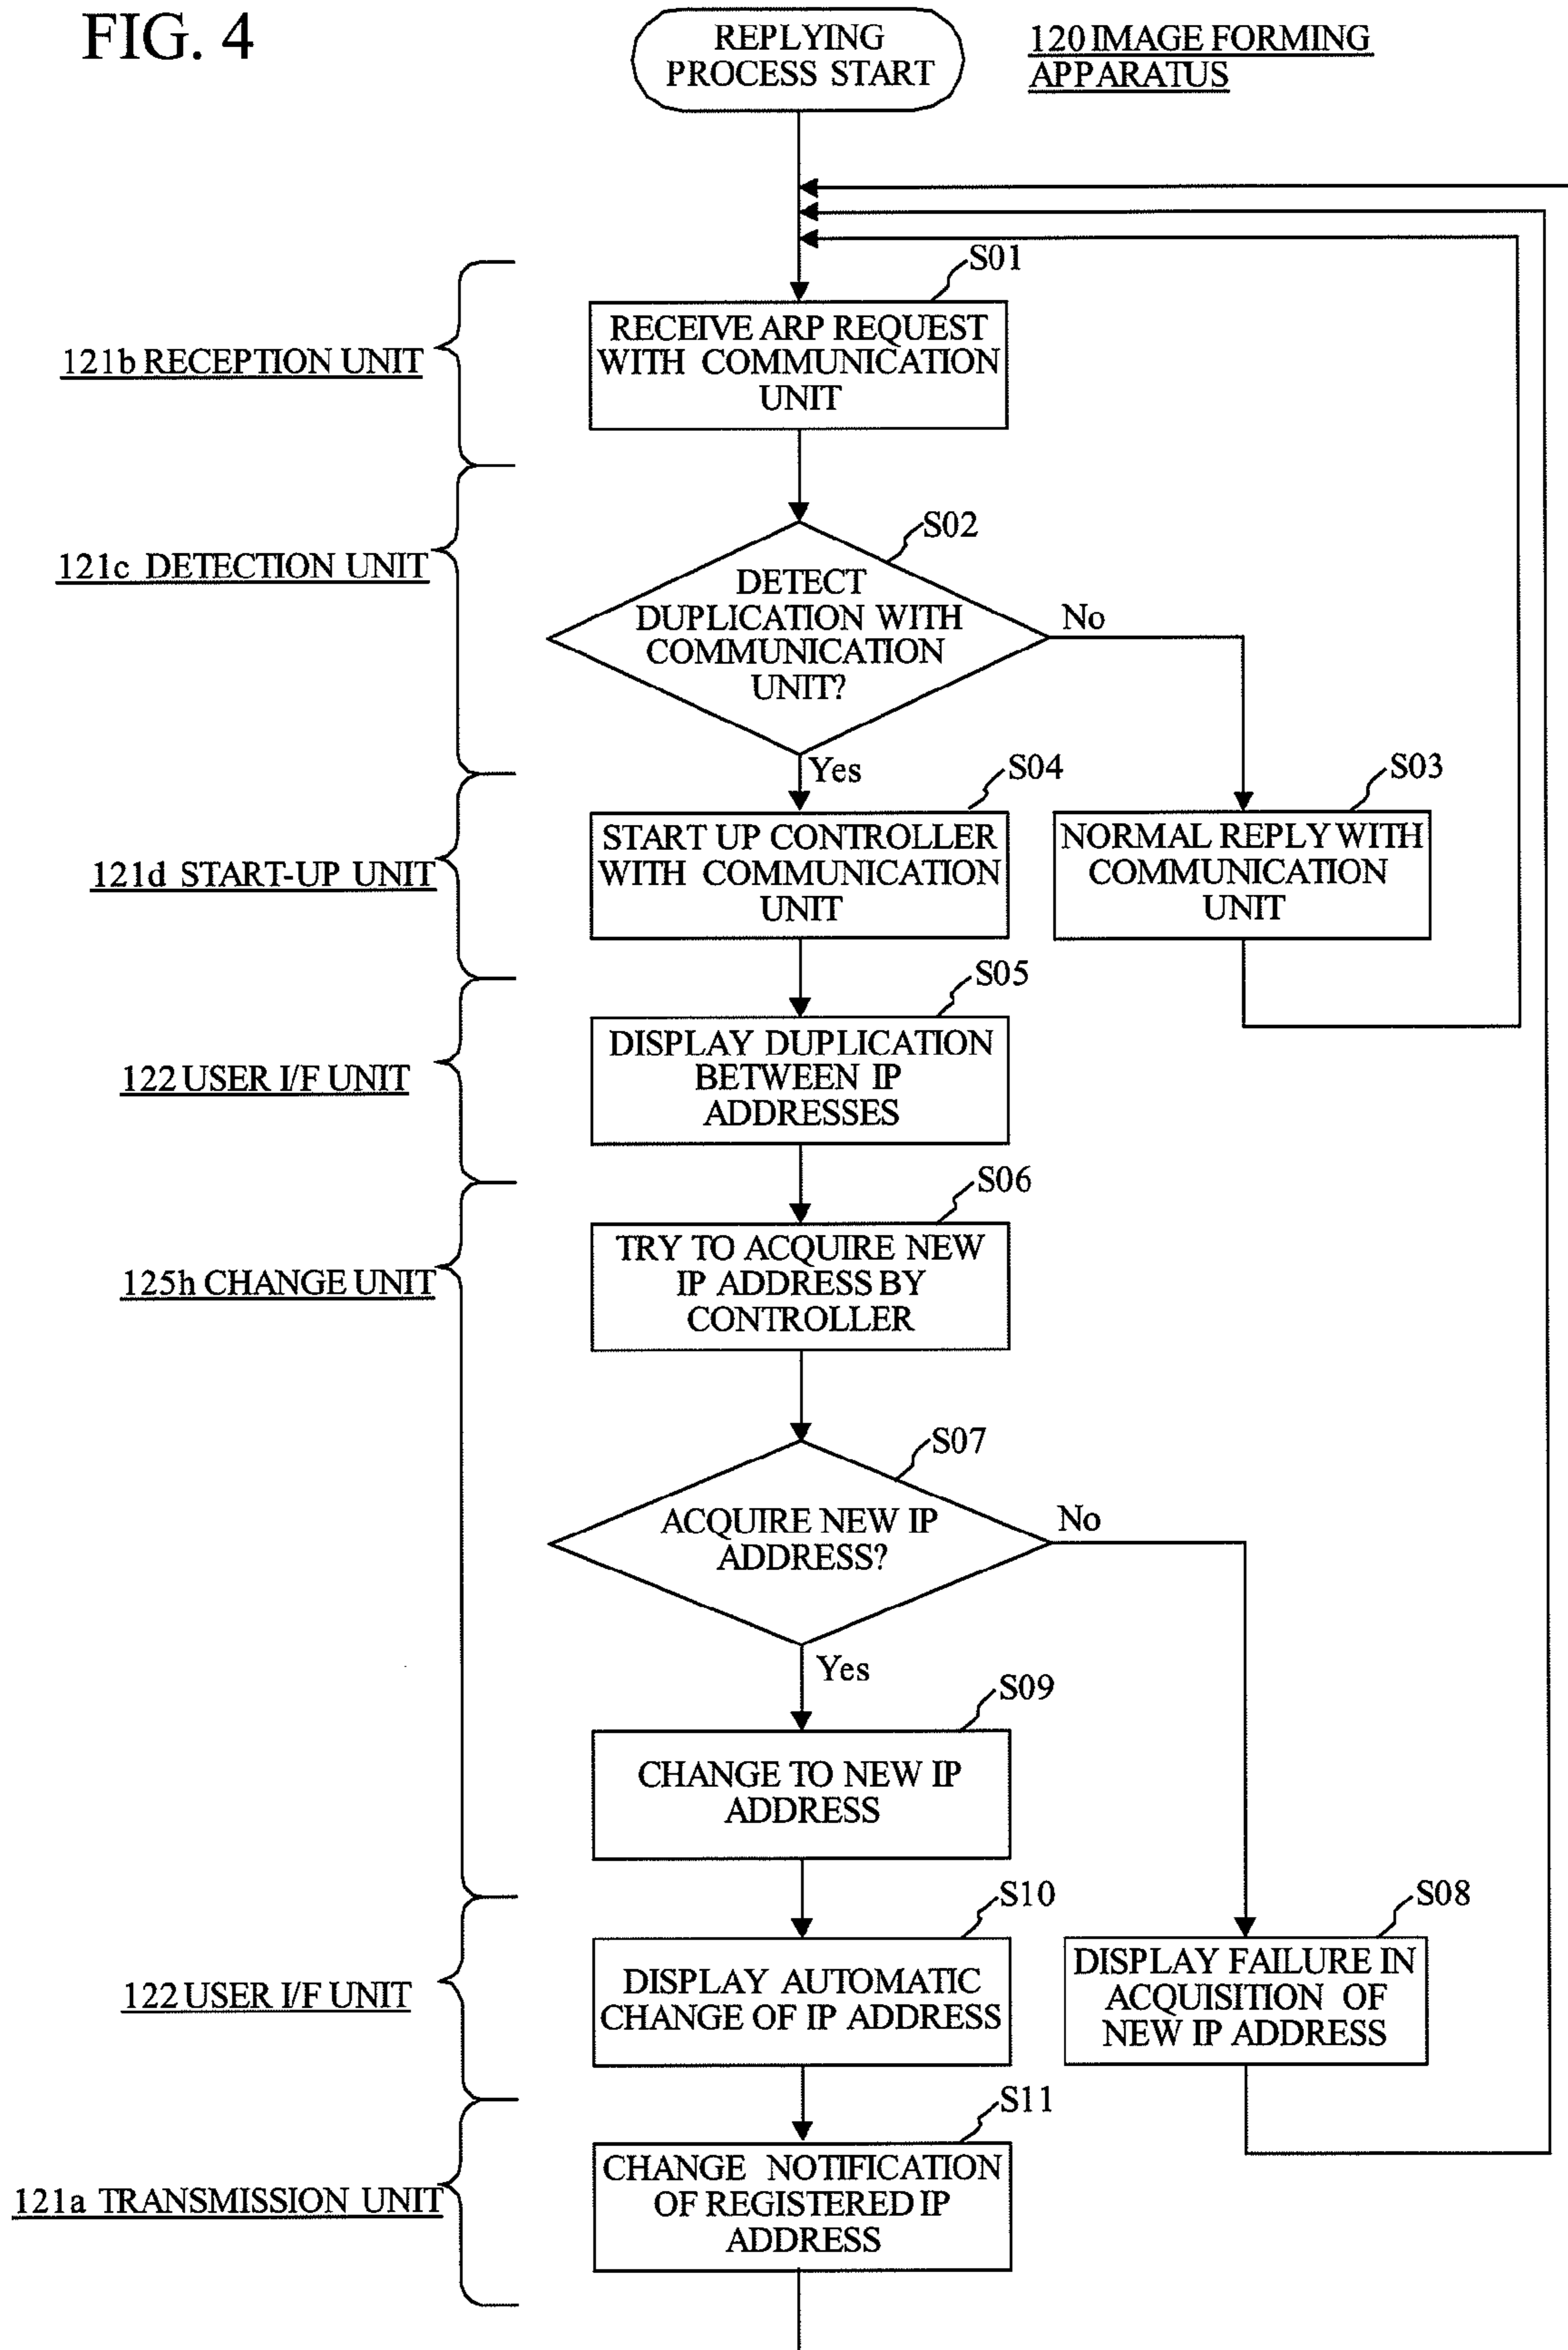 FIG. 4
REPLYING
PROCESS START
120 IMAGE FORMING
APPARATUS
S01
RECEIVE ARP REQUEST
WITH COMMUNICATION
UNIT
121b RECEPTION UNIT
S02
DETECT
DUPLICATION WITH
COMMUNICATION
UNIT?
No
Yes
121c DETECTION UNIT
S04
START UP CONTROLLER
WITH COMMUNICATION
UNIT
S03
NORMAL REPLY WITH
COMMUNICATION
UNIT
121d START-UP UNIT
S05
DISPLAY DUPLICATION
BETWEEN IP
ADDRESSES
122 USER I/F UNIT
S06
TRY TO ACQUIRE NEW
IP ADDRESS BY
CONTROLLER
125h CHANGE UNIT
S07
ACQUIRE NEW IP
ADDRESS?
No
Yes
S09
CHANGE TO NEW IP
ADDRESS
S10
DISPLAY AUTOMATIC
CHANGE OF IP ADDRESS
S08
DISPLAY FAILURE IN
ACQUISITION OF
NEW IP ADDRESS
122 USER I/F UNIT
S11
CHANGE NOTIFICATION
OF REGISTERED IP
ADDRESS
121a TRANSMISSION UNIT